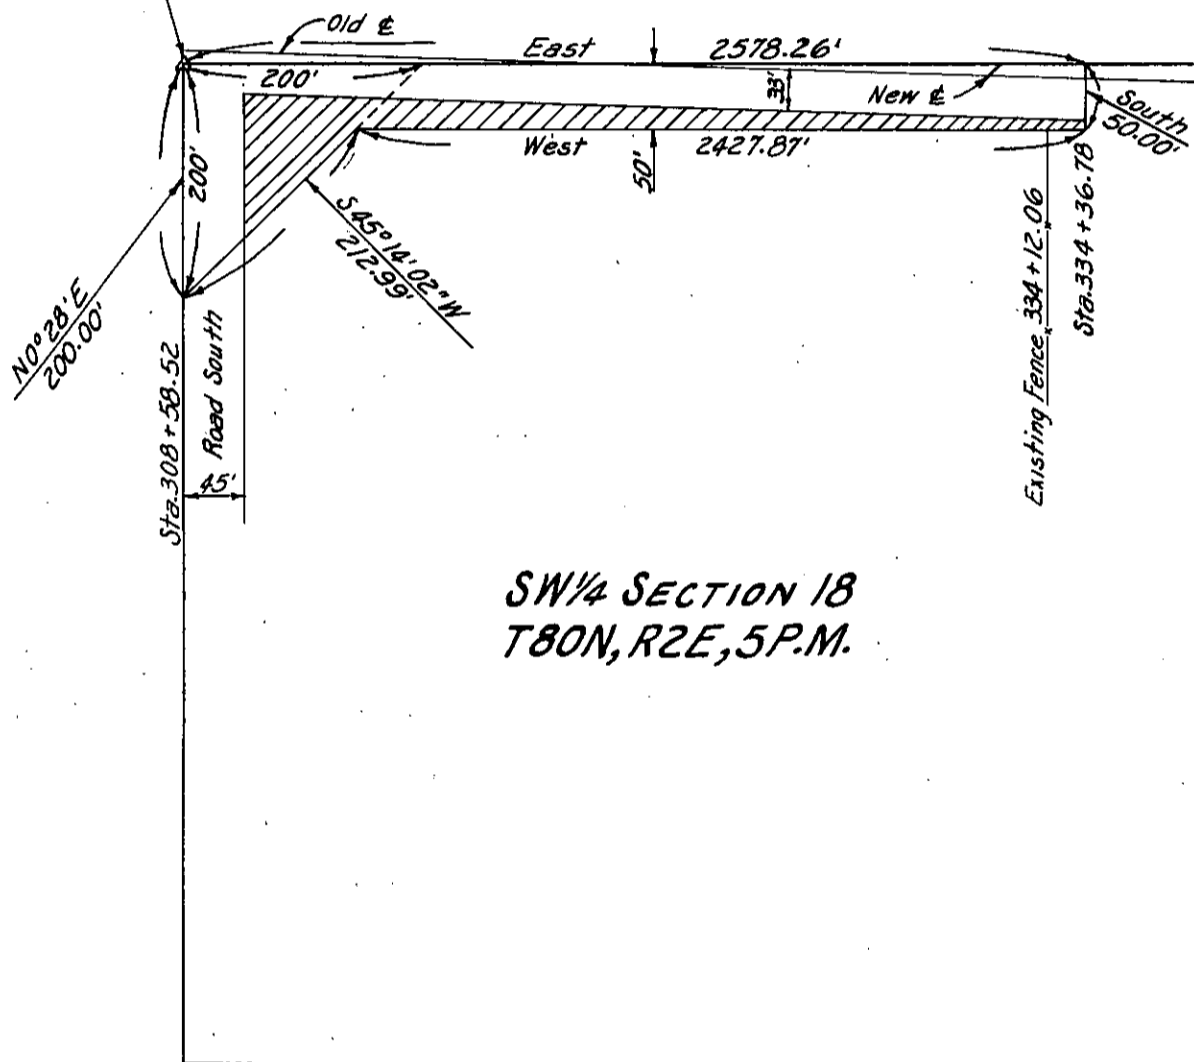 Old ℄
East
2578.26'
200'
33'
New ℄
South
50.00'
West
2427.87'
50'
200'
S45°14'02"W
212.99'
N0°28'E
200.00'
Sta.308+58.52
Road South
45'
Existing Fence 334+12.06
Sta.334+36.78
SW¼ SECTION 18
T80N, R2E, 5P.M.